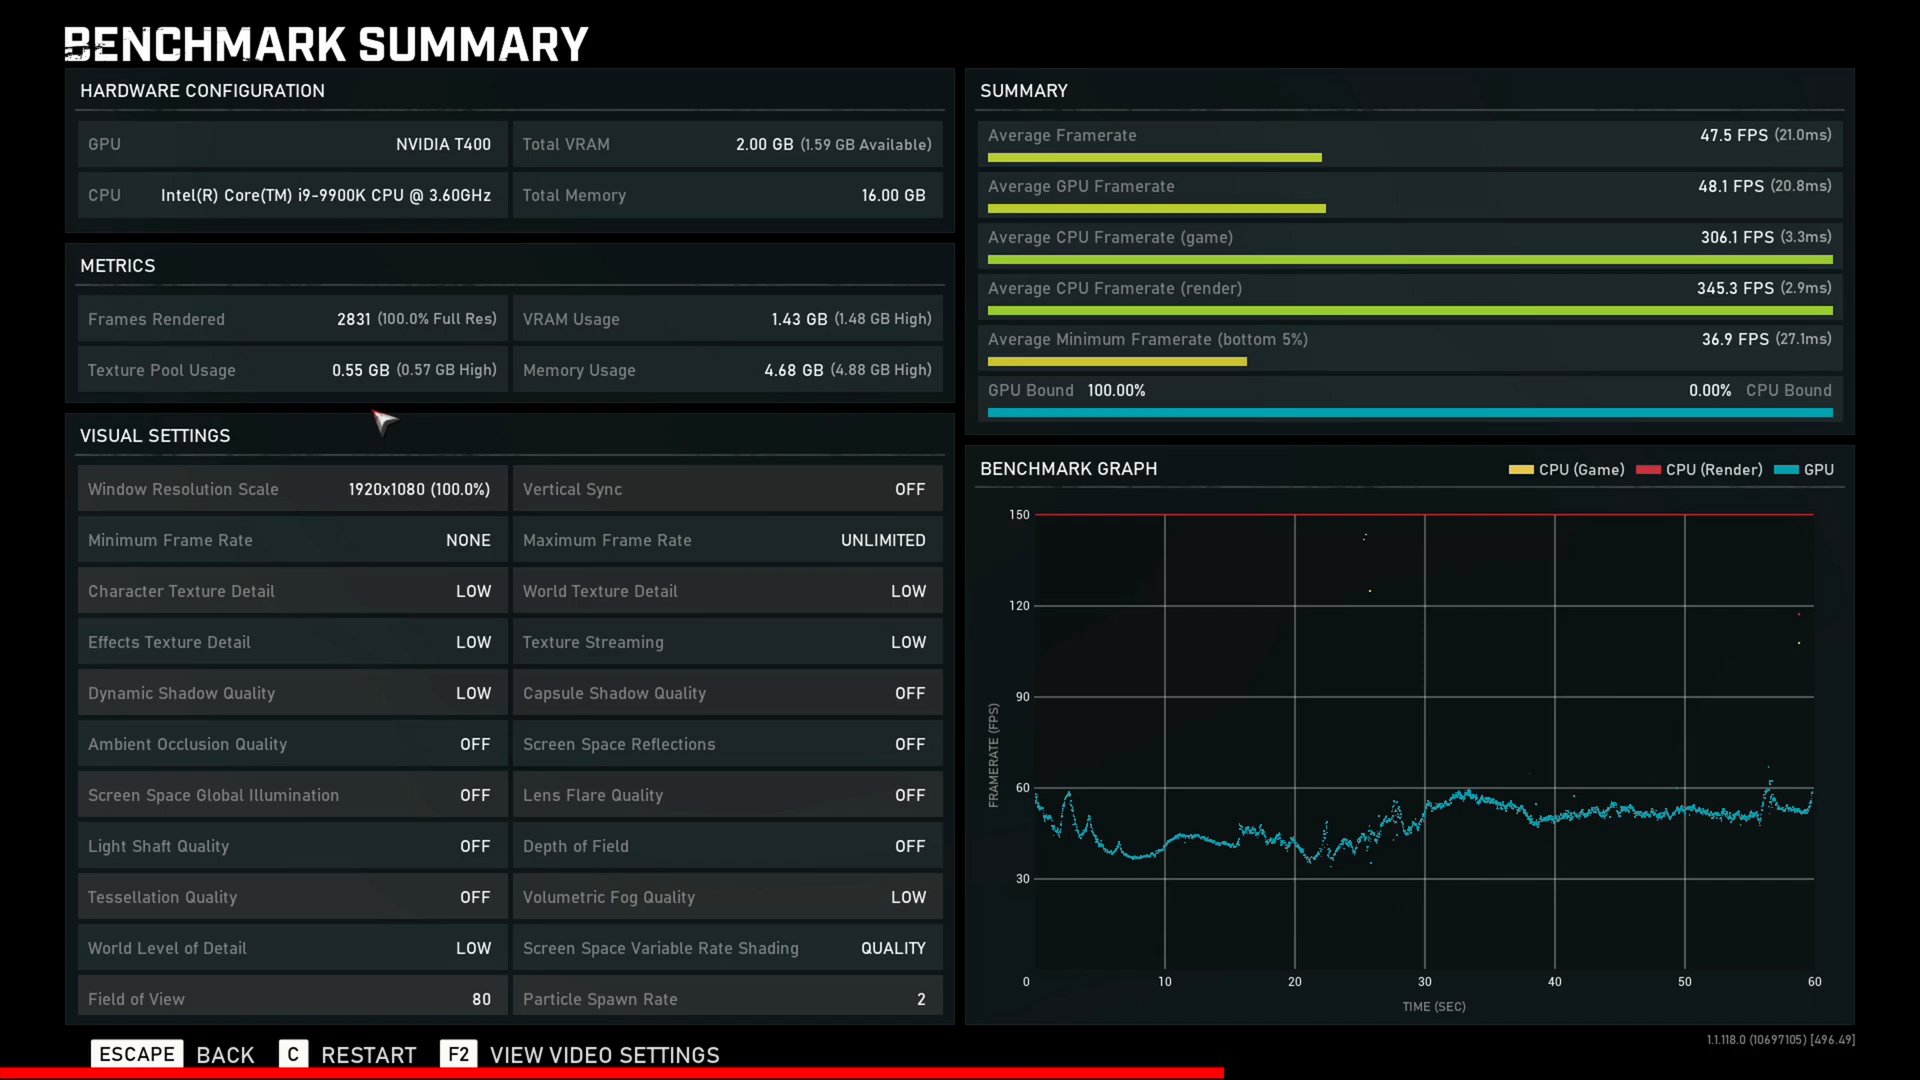 BENCHMARK SUMMARY
HARDWARE CONFIGURATION
GPU NVIDIA T400 Total VRAM 2.00 GB (1.59 GB Available)
CPU Intel(R) Core(TM) i9-9900K CPU @ 3.60GHz Total Memory 16.00 GB
METRICS
Frames Rendered 2831 (100.0% Full Res) VRAM Usage 1.43 GB (1.48 GB High)
Texture Pool Usage 0.55 GB (0.57 GB High) Memory Usage 4.68 GB (4.88 GB High)
VISUAL SETTINGS
Window Resolution Scale 1920x1080 (100.0%) Vertical Sync OFF
Minimum Frame Rate NONE Maximum Frame Rate UNLIMITED
Character Texture Detail LOW World Texture Detail LOW
Effects Texture Detail LOW Texture Streaming LOW
Dynamic Shadow Quality LOW Capsule Shadow Quality OFF
Ambient Occlusion Quality OFF Screen Space Reflections OFF
Screen Space Global Illumination OFF Lens Flare Quality OFF
Light Shaft Quality OFF Depth of Field OFF
Tessellation Quality OFF Volumetric Fog Quality LOW
World Level of Detail LOW Screen Space Variable Rate Shading QUALITY
Field of View 80 Particle Spawn Rate 2
SUMMARY
Average Framerate 47.5 FPS (21.0ms)
Average GPU Framerate 48.1 FPS (20.8ms)
Average CPU Framerate (game) 306.1 FPS (3.3ms)
Average CPU Framerate (render) 345.3 FPS (2.9ms)
Average Minimum Framerate (bottom 5%) 36.9 FPS (27.1ms)
GPU Bound 100.00% 0.00% CPU Bound
BENCHMARK GRAPH CPU (Game) CPU (Render) GPU
150
120
90
60
30
FRAMERATE (FPS)
0 10 20 30 40 50 60
TIME (SEC)
1.1.118.0 (10697105) [496.49]
ESCAPE BACK C RESTART F2 VIEW VIDEO SETTINGS